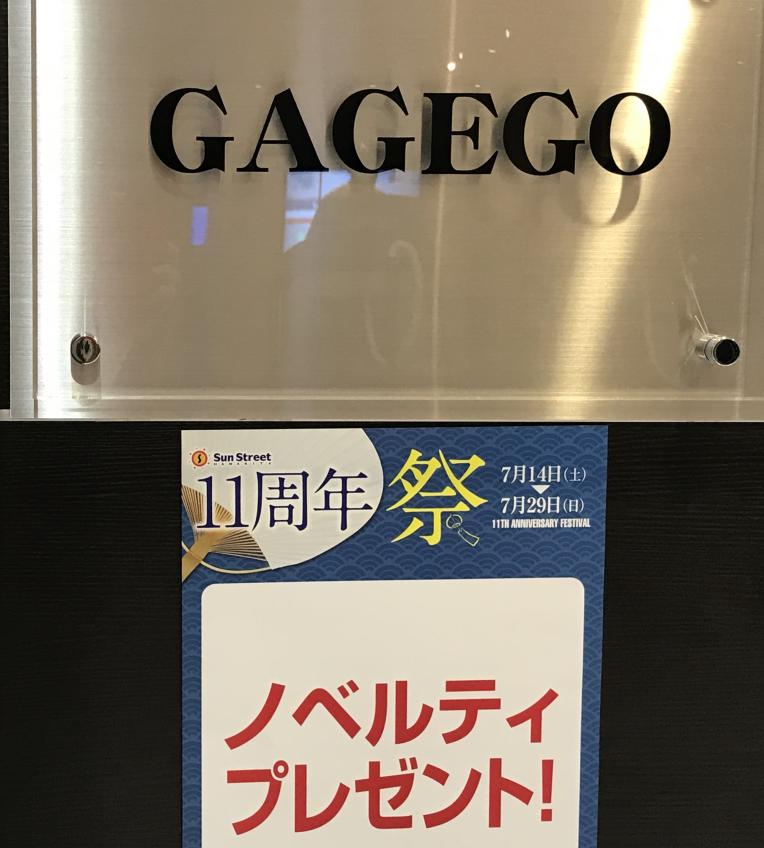 GAGEGO
Sun Street
HAMAKITA
11周年祭
7月14日(土)
7月29日(日)
11TH ANNIVERSARY FESTIVAL
ノベルティ
プレゼント!